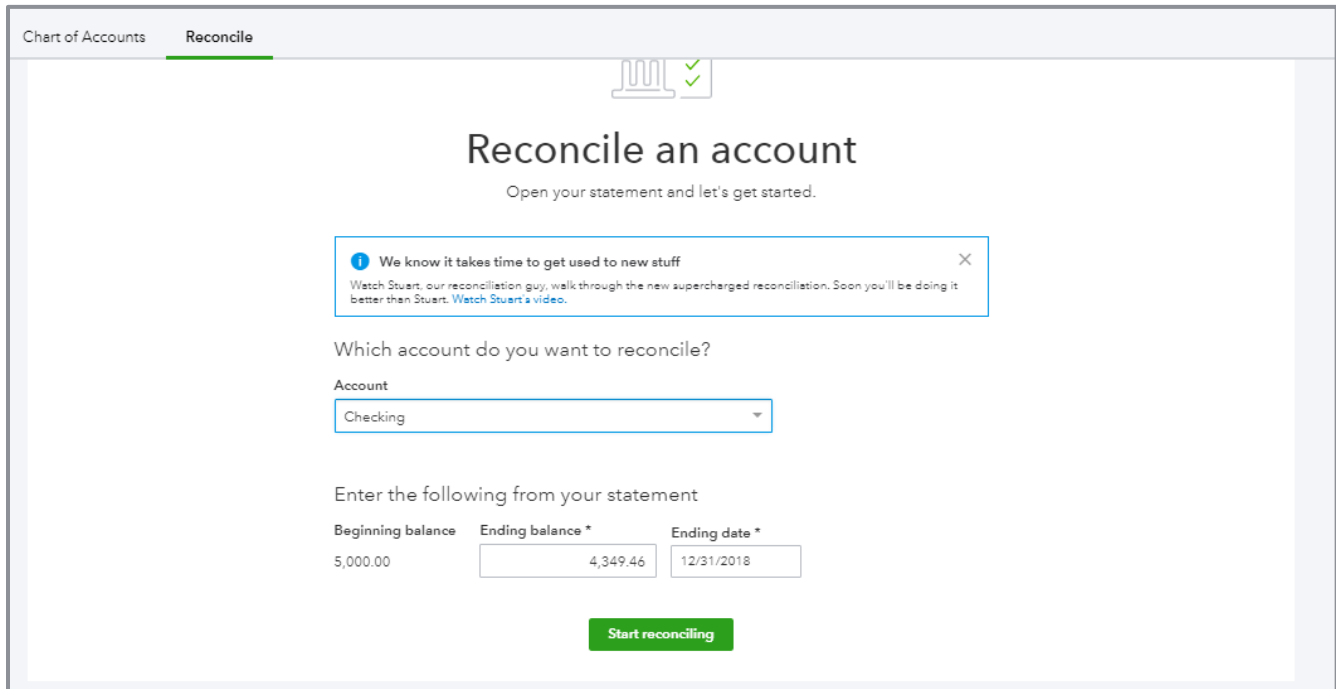 Chart of Accounts Reconcile
Reconcile an account
Open your statement and let's get started.
We know it takes time to get used to new stuff
Watch Stuart, our reconciliation guy, walk through the new supercharged reconciliation. Soon you'll be doing it
better than Stuart. Watch Stuart's video.
Which account do you want to reconcile?
Account
Checking
Enter the following from your statement
Beginning balance Ending balance * Ending date *
5,000.00 4,349.46 12/31/2018
Start reconciling